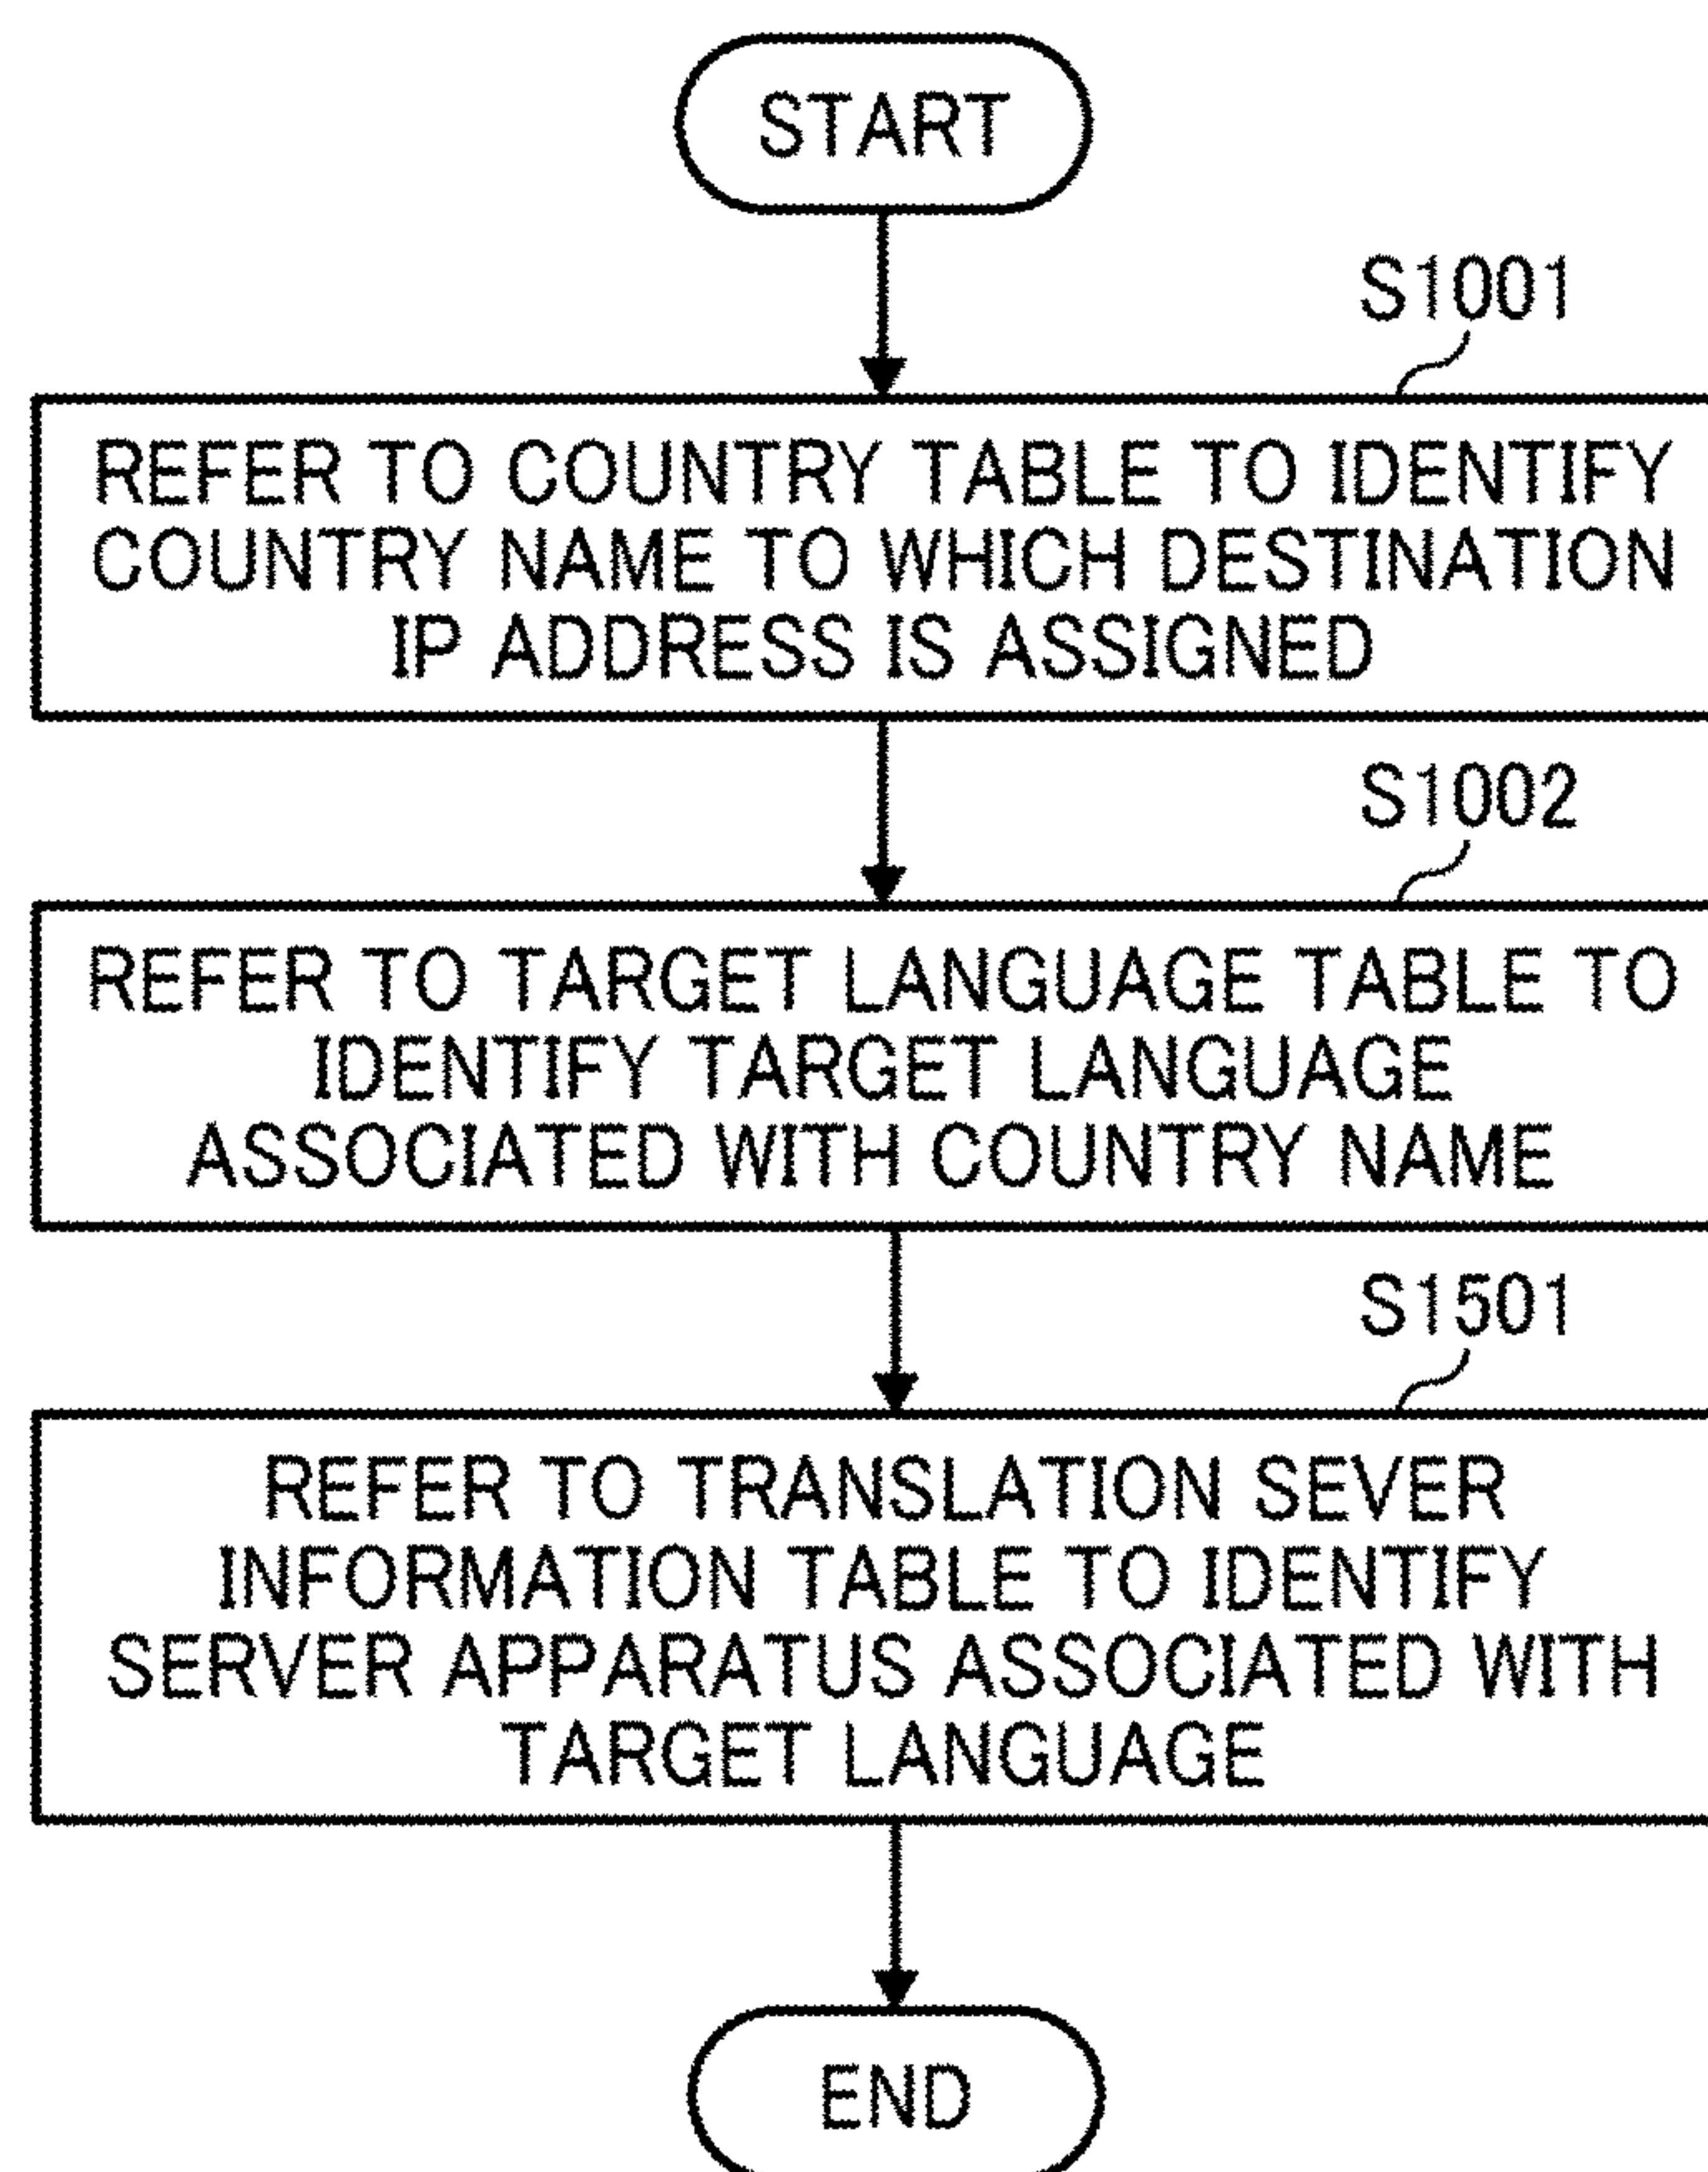 START
S1001
REFER TO COUNTRY TABLE TO IDENTIFY
COUNTRY NAME TO WHICH DESTINATION
IP ADDRESS IS ASSIGNED
S1002
REFER TO TARGET LANGUAGE TABLE TO
IDENTIFY TARGET LANGUAGE
ASSOCIATED WITH COUNTRY NAME
S1501
REFER TO TRANSLATION SEVER
INFORMATION TABLE TO IDENTIFY
SERVER APPARATUS ASSOCIATED WITH
TARGET LANGUAGE
END